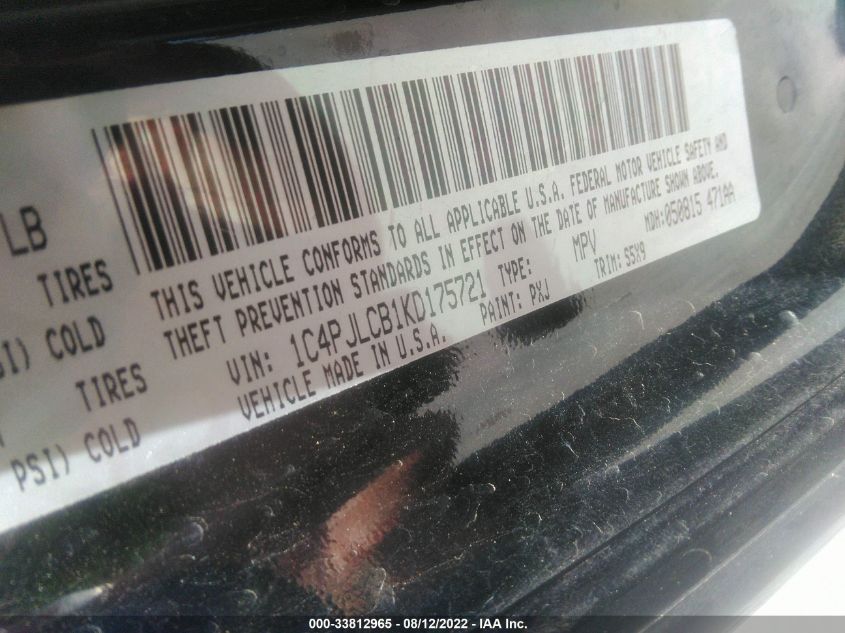 LB
TIRES
SI) COLD
TIRES
PSI) COLD
THIS VEHICLE CONFORMS TO ALL APPLICABLE U.S.A. FEDERAL MOTOR VEHICLE SAFETY AND
THEFT PREVENTION STANDARDS IN EFFECT ON THE DATE OF MANUFACTURE SHOWN ABOVE.
VIN: 1C4PJLCB1KD175721 TYPE: MPV MDH:050815 471AA
VEHICLE MADE IN U.S.A. PAINT: PXJ TRIM: S5X9
000-33812965 - 08/12/2022 - IAA Inc.